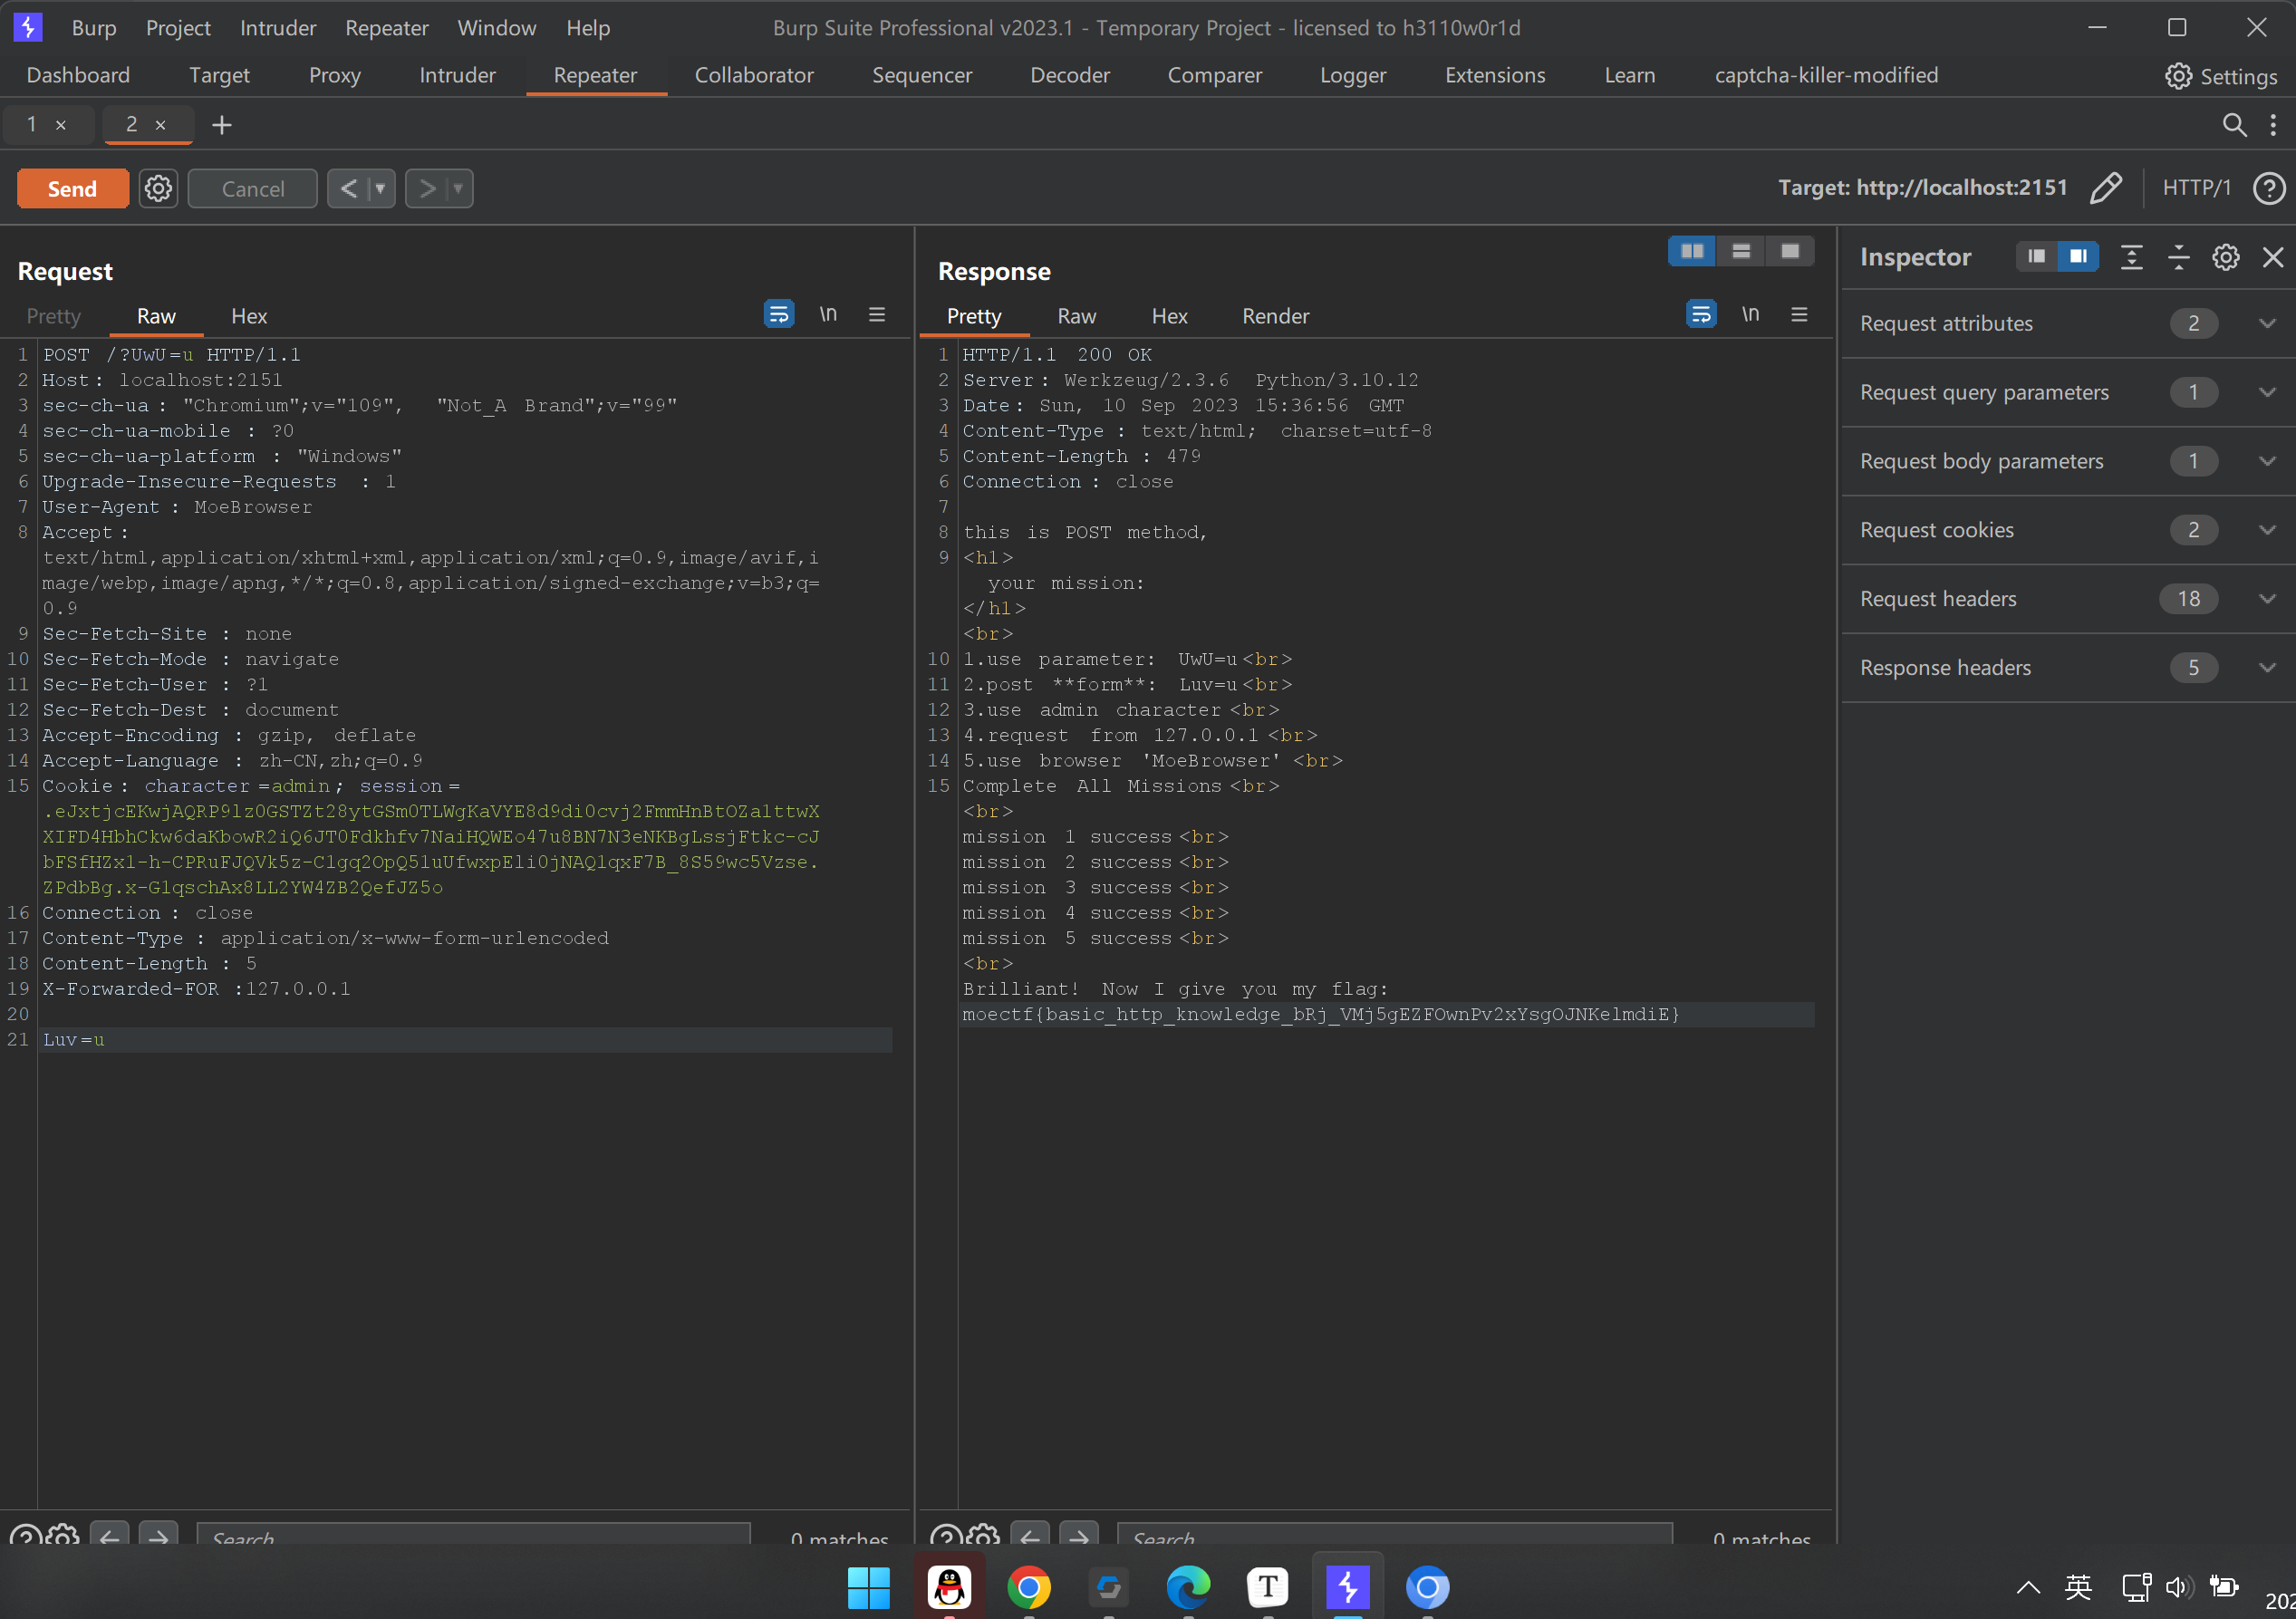 Burp Project Intruder Repeater Window Help Burp Suite Professional v2023.1 - Temporary Project - licensed to h3110w0r1d
Dashboard Target Proxy Intruder Repeater Collaborator Sequencer Decoder Comparer Logger Extensions Learn captcha-killer-modified Settings
1 × 2 × +
Send Cancel < > Target: http://localhost:2151 HTTP/1 ?
Request
Pretty Raw Hex \n
1 POST /?UwU=u HTTP/1.1
2 Host: localhost:2151
3 sec-ch-ua: "Chromium";v="109", "Not_A Brand";v="99"
4 sec-ch-ua-mobile: ?0
5 sec-ch-ua-platform: "Windows"
6 Upgrade-Insecure-Requests: 1
7 User-Agent: MoeBrowser
8 Accept:
text/html,application/xhtml+xml,application/xml;q=0.9,image/avif,i
mage/webp,image/apng,*/*;q=0.8,application/signed-exchange;v=b3;q=
0.9
9 Sec-Fetch-Site: none
10 Sec-Fetch-Mode: navigate
11 Sec-Fetch-User: ?1
12 Sec-Fetch-Dest: document
13 Accept-Encoding: gzip, deflate
14 Accept-Language: zh-CN,zh;q=0.9
15 Cookie: character=admin; session=
.eJxtjcEKwjAQRP9lz0GSTZt28ytGSm0TLWgKaVYE8d9di0cvj2FmmHnBtOZa1ttwX
XIFD4HbhCkw6daKbowR2iQ6JT0Fdkhfv7NaiHQWEo47u8BN7N3eNKBgLssjFtkc-cJ
bFSfHZx1-h-CPRuFJQVk5z-C1gq2OpQ51uUfwxpEli0jNAQ1qxF7B_8S59wc5Vzse.
ZPdbBg.x-G1qschAx8LL2YW4ZB2QefJZ5o
16 Connection: close
17 Content-Type: application/x-www-form-urlencoded
18 Content-Length: 5
19 X-Forwarded-FOR:127.0.0.1
20
21 Luv=u
? Search 0 matches
Response
Pretty Raw Hex Render \n
1 HTTP/1.1 200 OK
2 Server: Werkzeug/2.3.6 Python/3.10.12
3 Date: Sun, 10 Sep 2023 15:36:56 GMT
4 Content-Type: text/html; charset=utf-8
5 Content-Length: 479
6 Connection: close
7
8 this is POST method,
9 <h1>
your mission:
</h1>
<br>
10 1.use parameter: UwU=u<br>
11 2.post **form**: Luv=u<br>
12 3.use admin character<br>
13 4.request from 127.0.0.1<br>
14 5.use browser 'MoeBrowser'<br>
15 Complete All Missions<br>
<br>
mission 1 success<br>
mission 2 success<br>
mission 3 success<br>
mission 4 success<br>
mission 5 success<br>
<br>
Brilliant! Now I give you my flag:
moectf{basic_http_knowledge_bRj_VMj5gEZFOwnPv2xYsgOJNKelmdiE}
? Search 0 matches
Inspector
Request attributes 2
Request query parameters 1
Request body parameters 1
Request cookies 2
Request headers 18
Response headers 5
T 英
202